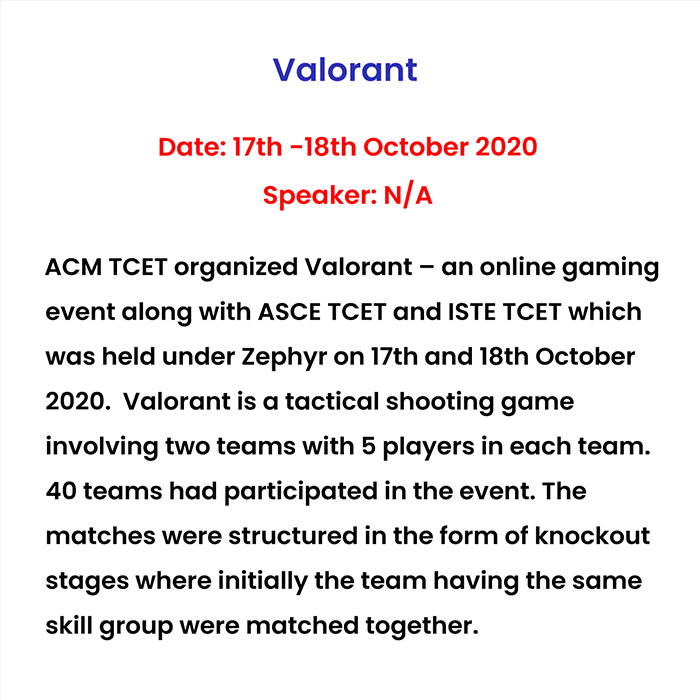 Valorant
Date: 17th -18th October 2020
Speaker: N/A
ACM TCET organized Valorant – an online gaming
event along with ASCE TCET and ISTE TCET which
was held under Zephyr on 17th and 18th October
2020.  Valorant is a tactical shooting game
involving two teams with 5 players in each team.
40 teams had participated in the event. The
matches were structured in the form of knockout
stages where initially the team having the same
skill group were matched together.